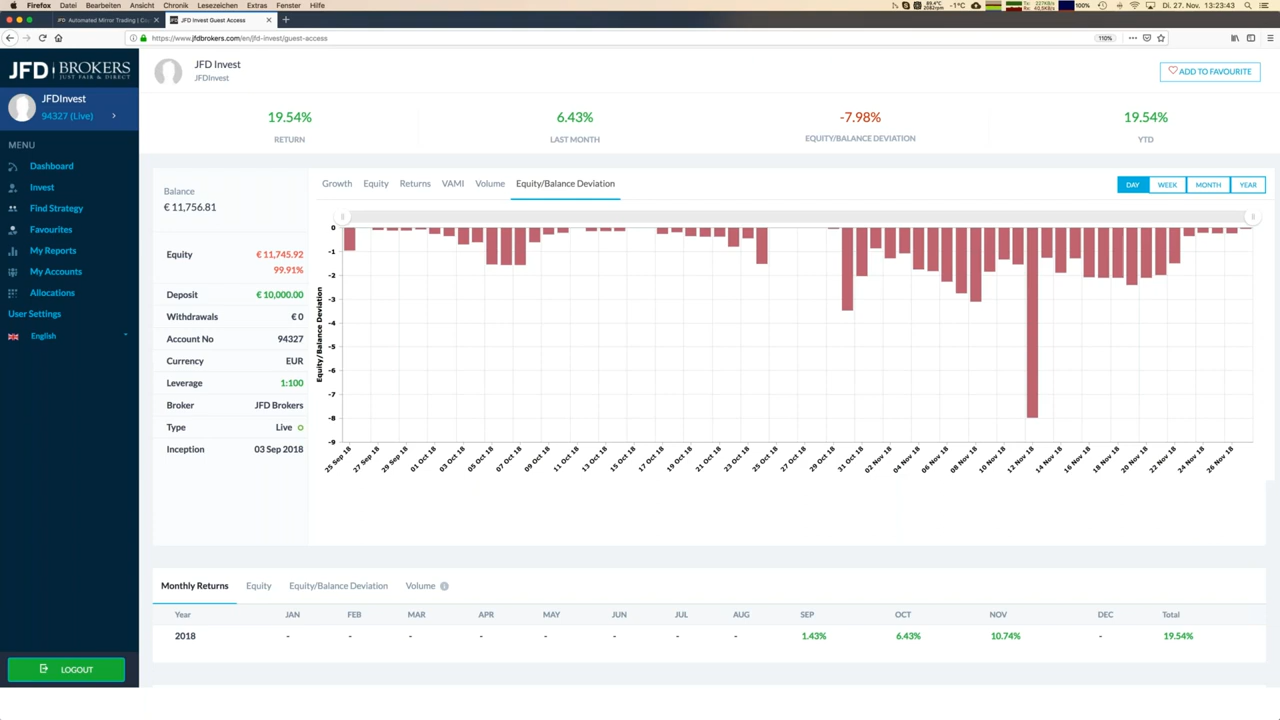 Firefox Datei Bearbeiten Ansicht Chronik Lesezeichen Extras Fenster Hilfe
-1°C 100% Di. 27. Nov. 13:23:43
Automated Mirror Trading | Co JFD Invest Guest Access
https://www.jfdbrokers.com/en/jfd-invest/guest-access 110%
JFD BROKERS
JUST FAIR & DIRECT
JFDInvest
94327 (Live)
MENU
Dashboard
Invest
Find Strategy
Favourites
My Reports
My Accounts
Allocations
User Settings
English
LOGOUT
JFD Invest
JFDInvest
ADD TO FAVOURITE
19.54% 6.43% -7.98% 19.54%
RETURN LAST MONTH EQUITY/BALANCE DEVIATION YTD
Balance
€ 11,756.81
Equity € 11,745.92
99.91%
Deposit € 10,000.00
Withdrawals € 0
Account No 94327
Currency EUR
Leverage 1:100
Broker JFD Brokers
Type Live
Inception 03 Sep 2018
Growth Equity Returns VAMI Volume Equity/Balance Deviation
DAY WEEK MONTH YEAR
Equity/Balance Deviation
0
-1
-2
-3
-4
-5
-6
-7
-8
-9
25 Sep 18 27 Sep 18 29 Sep 18 01 Oct 18 03 Oct 18 05 Oct 18 07 Oct 18 09 Oct 18 11 Oct 18 13 Oct 18 15 Oct 18 17 Oct 18 19 Oct 18 21 Oct 18 23 Oct 18 25 Oct 18 27 Oct 18 29 Oct 18 31 Oct 18 02 Nov 18 04 Nov 18 06 Nov 18 08 Nov 18 10 Nov 18 12 Nov 18 14 Nov 18 16 Nov 18 18 Nov 18 20 Nov 18 22 Nov 18 24 Nov 18 26 Nov 18
Monthly Returns Equity Equity/Balance Deviation Volume
Year JAN FEB MAR APR MAY JUN JUL AUG SEP OCT NOV DEC Total
2018 - - - - - - - - 1.43% 6.43% 10.74% - 19.54%